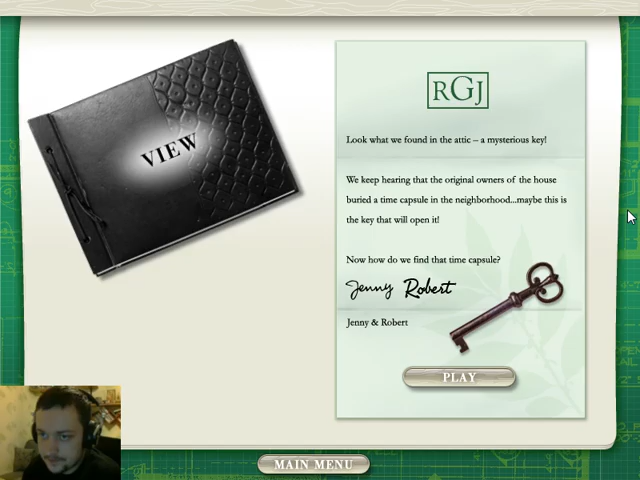 VIEW
RGJ
Look what we found in the attic – a mysterious key!
We keep hearing that the original owners of the house
buried a time capsule in the neighborhood...maybe this is
the key that will open it!
Now how do we find that time capsule?
Jenny Robert
Jenny & Robert
PLAY
MAIN MENU